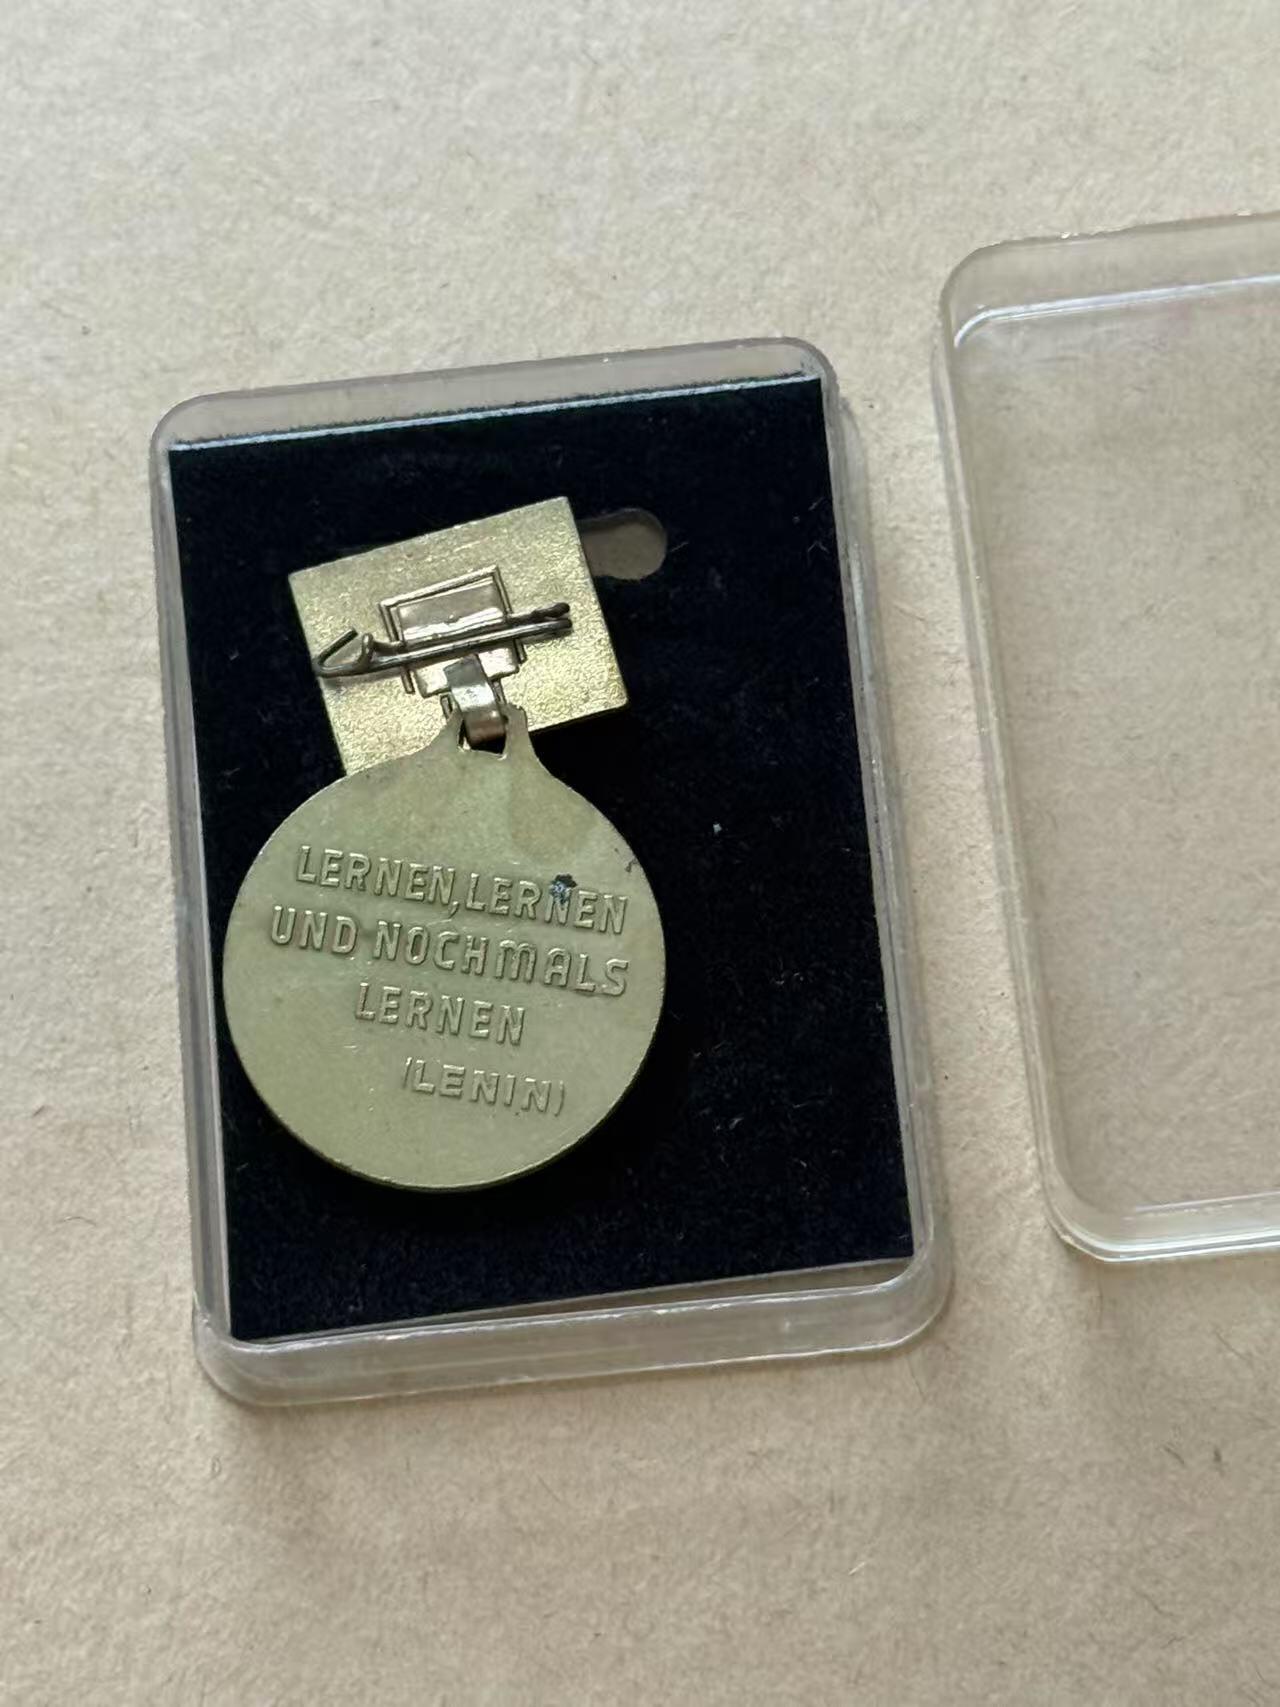 LERNEN, LERNEN
UND NOCHMALS
LERNEN
(LENIN)